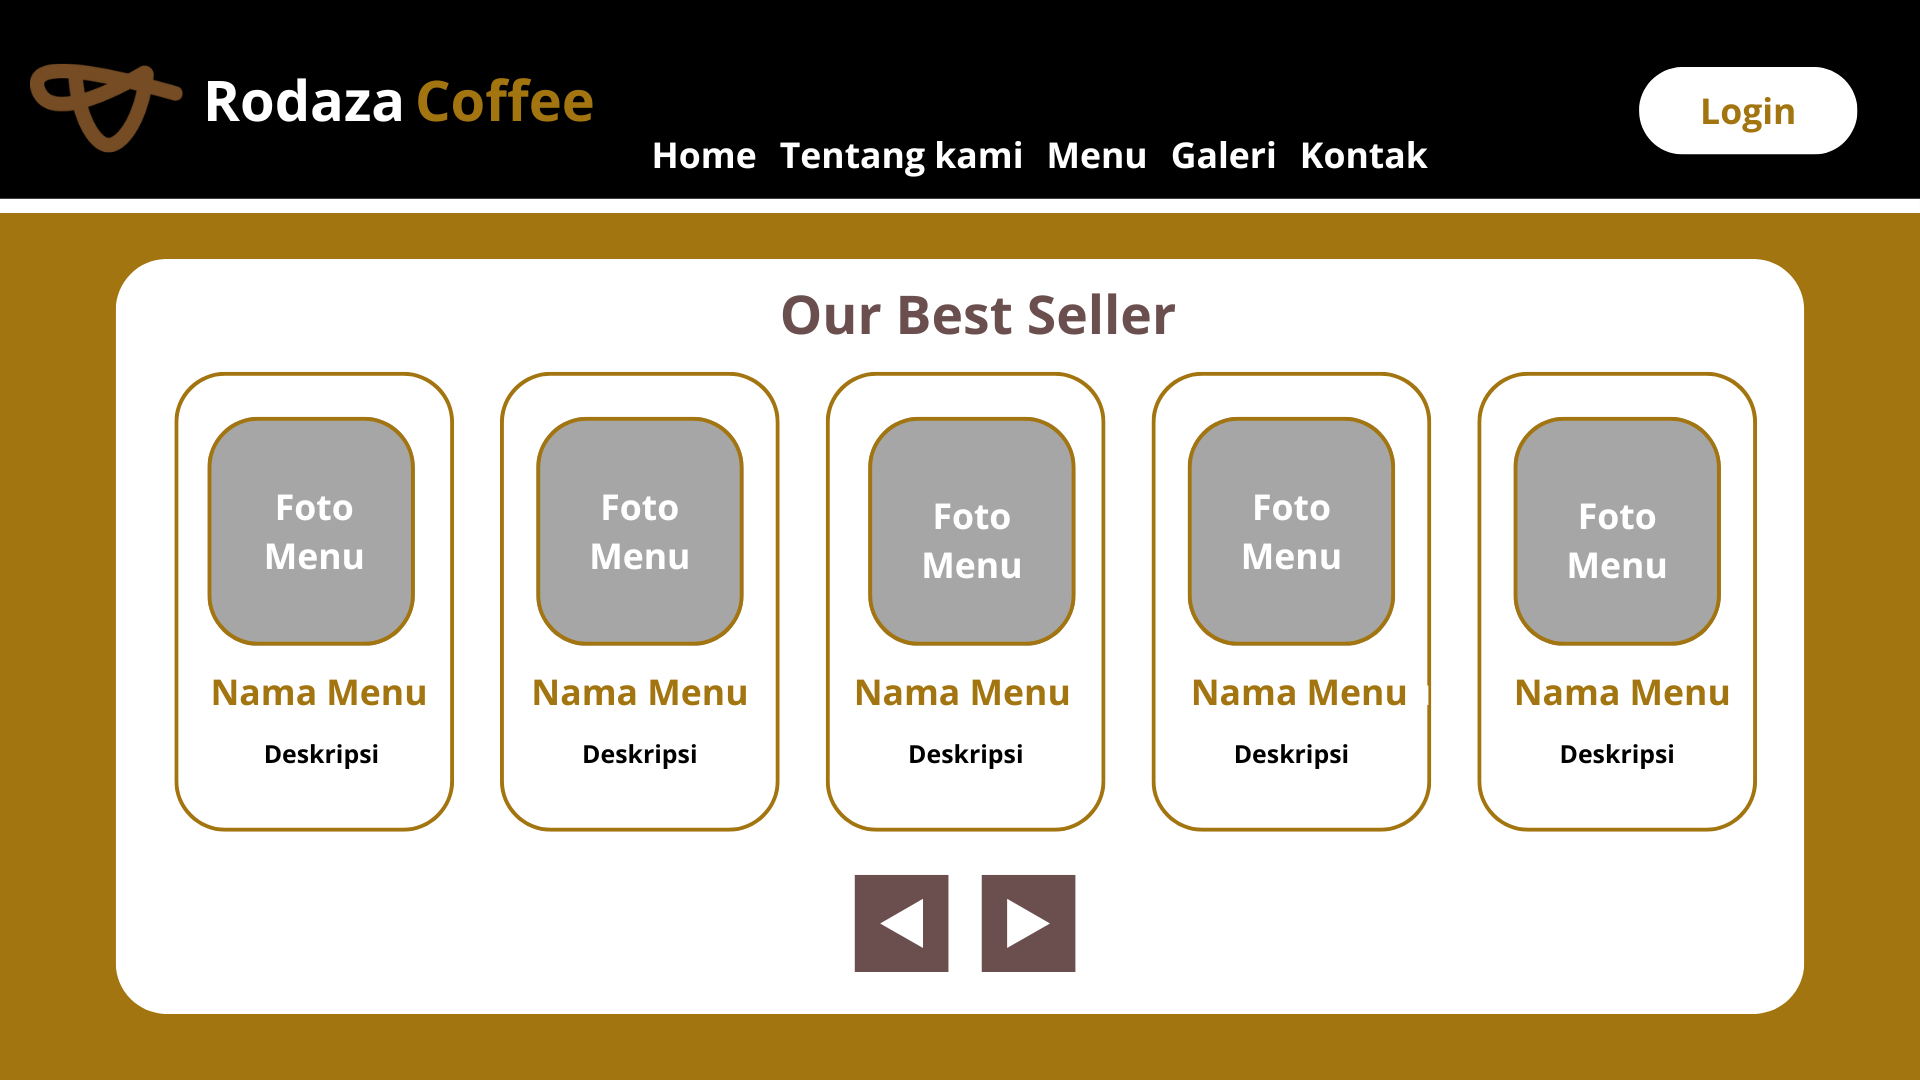 Rodaza Coffee
Home Tentang kami Menu Galeri Kontak
Login
Our Best Seller
Foto
Menu
Nama Menu
Deskripsi
Foto
Menu
Nama Menu
Deskripsi
Foto
Menu
Nama Menu
Deskripsi
Foto
Menu
Nama Menu
Deskripsi
Foto
Menu
Nama Menu
Deskripsi